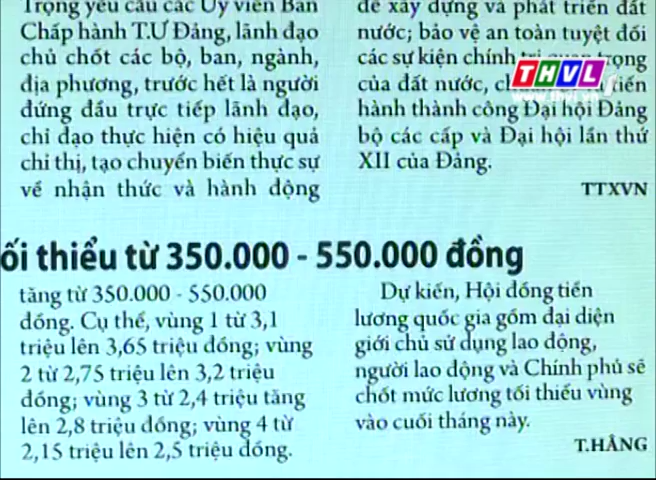 Trọng yêu cầu các Ủy viên Ban
Chấp hành T.Ư Đảng, lãnh đạo
chủ chốt các bộ, ban, ngành,
địa phương, trước hết là người
đứng đầu trực tiếp lãnh đạo,
chỉ đạo thực hiện có hiệu quả
chỉ thị, tạo chuyển biến thực sự
về nhận thức và hành động
để xây dựng và phát triển đất
nước; bảo vệ an toàn tuyệt đối
các sự kiện chính trị quan trọng
của đất nước, tiến
hành thành công Đại hội Đảng
bộ các cấp và Đại hội lần thứ
XII của Đảng.
TTXVN
THVL
ối thiểu từ 350.000 - 550.000 đồng
tăng từ 350.000 - 550.000
đồng. Cụ thể, vùng 1 từ 3,1
triệu lên 3,65 triệu đồng; vùng
2 từ 2,75 triệu lên 3,2 triệu
đồng; vùng 3 từ 2,4 triệu tăng
lên 2,8 triệu đồng; vùng 4 từ
2,15 triệu lên 2,5 triệu đồng.
Dự kiến, Hội đồng tiền
lương quốc gia gồm đại diện
giới chủ sử dụng lao động,
người lao động và Chính phủ sẽ
chốt mức lương tối thiểu vùng
vào cuối tháng này.
T.HẰNG